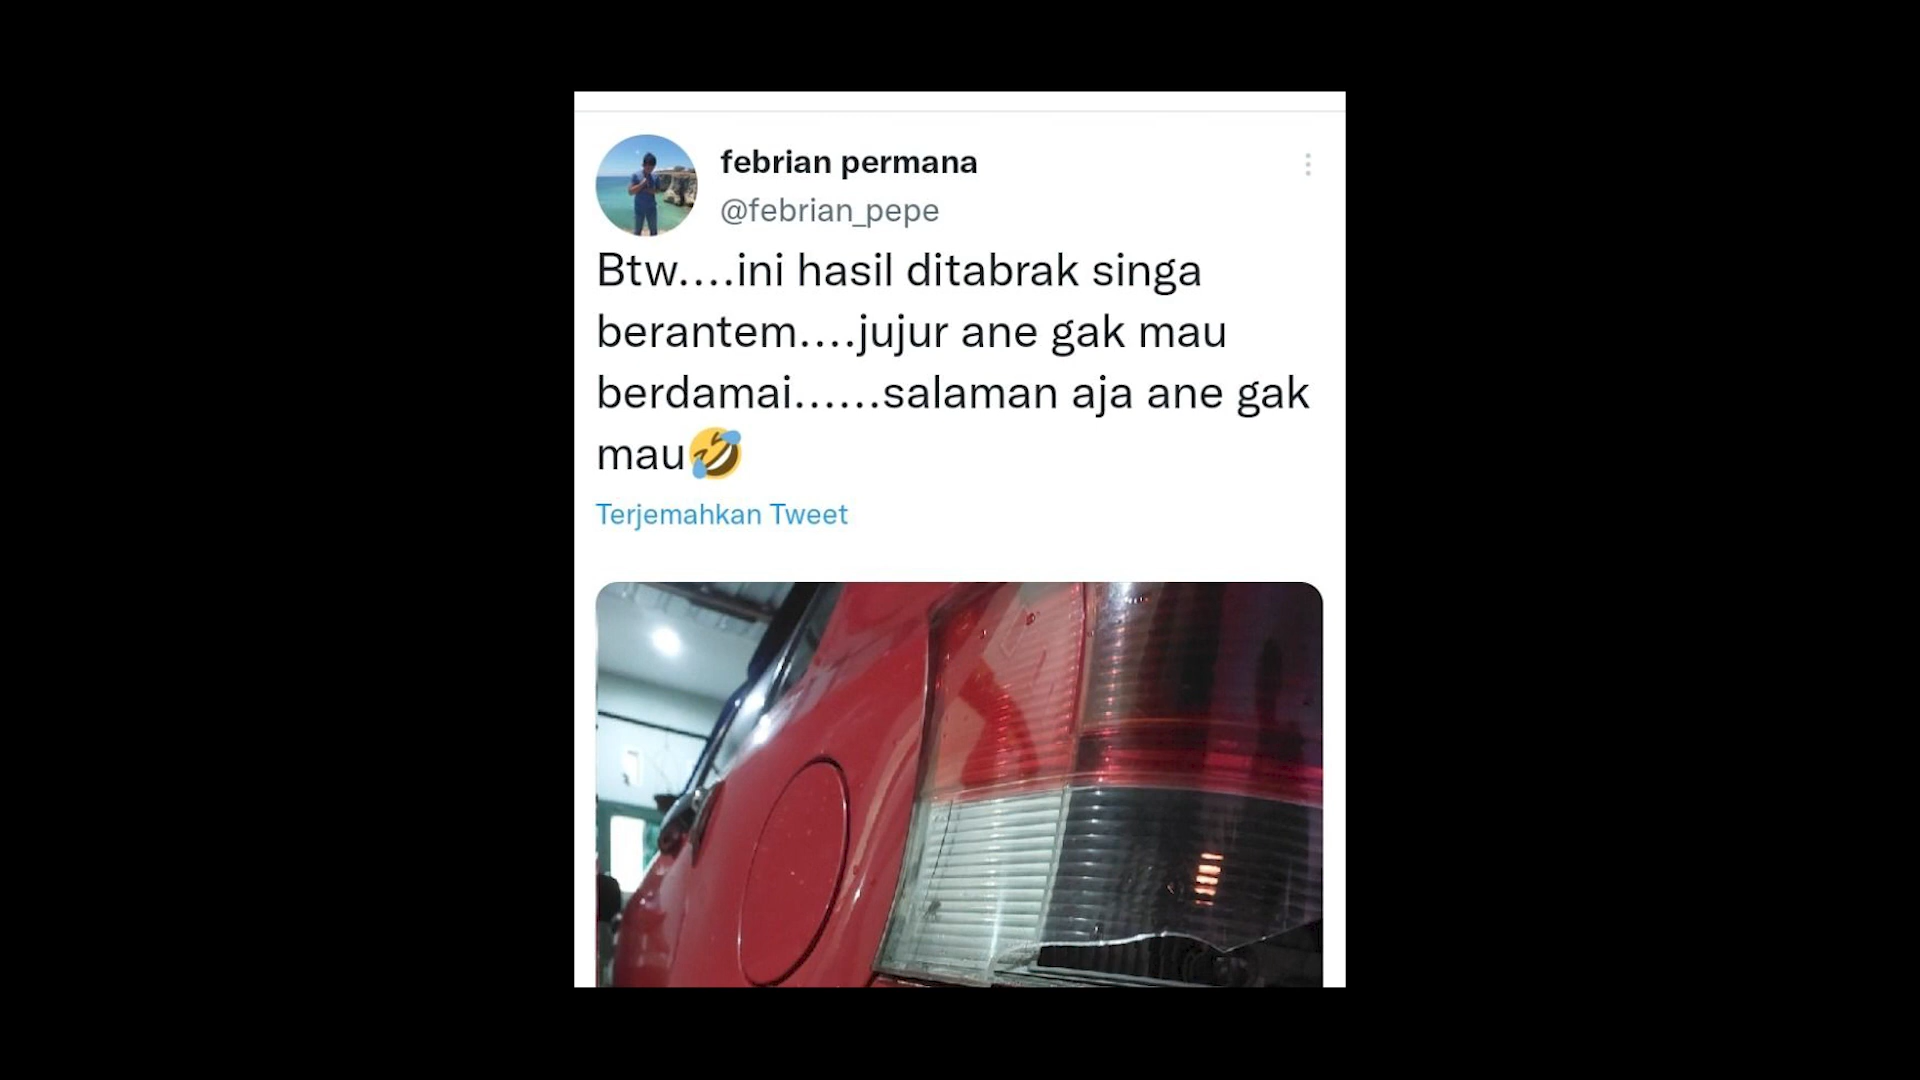 febrian permana
@febrian_pepe
Btw....ini hasil ditabrak singa
berantem....jujur ane gak mau
berdamai......salaman aja ane gak
mau🤣
Terjemahkan Tweet